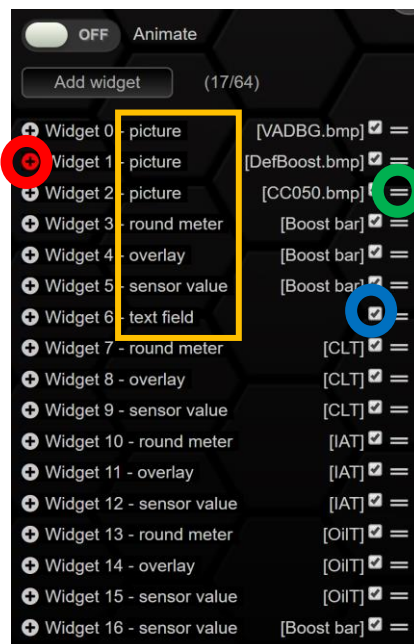 OFF Animate
Add widget (17/64)
Widget 0 - picture [VADBG.bmp]
Widget 1 - picture [DefBoost.bmp]
Widget 2 - picture [CC050.bmp]
Widget 3 - round meter [Boost bar]
Widget 4 - overlay [Boost bar]
Widget 5 - sensor value [Boost bar]
Widget 6 - text field
Widget 7 - round meter [CLT]
Widget 8 - overlay [CLT]
Widget 9 - sensor value [CLT]
Widget 10 - round meter [IAT]
Widget 11 - overlay [IAT]
Widget 12 - sensor value [IAT]
Widget 13 - round meter [OilT]
Widget 14 - overlay [OilT]
Widget 15 - sensor value [OilT]
Widget 16 - sensor value [Boost bar]